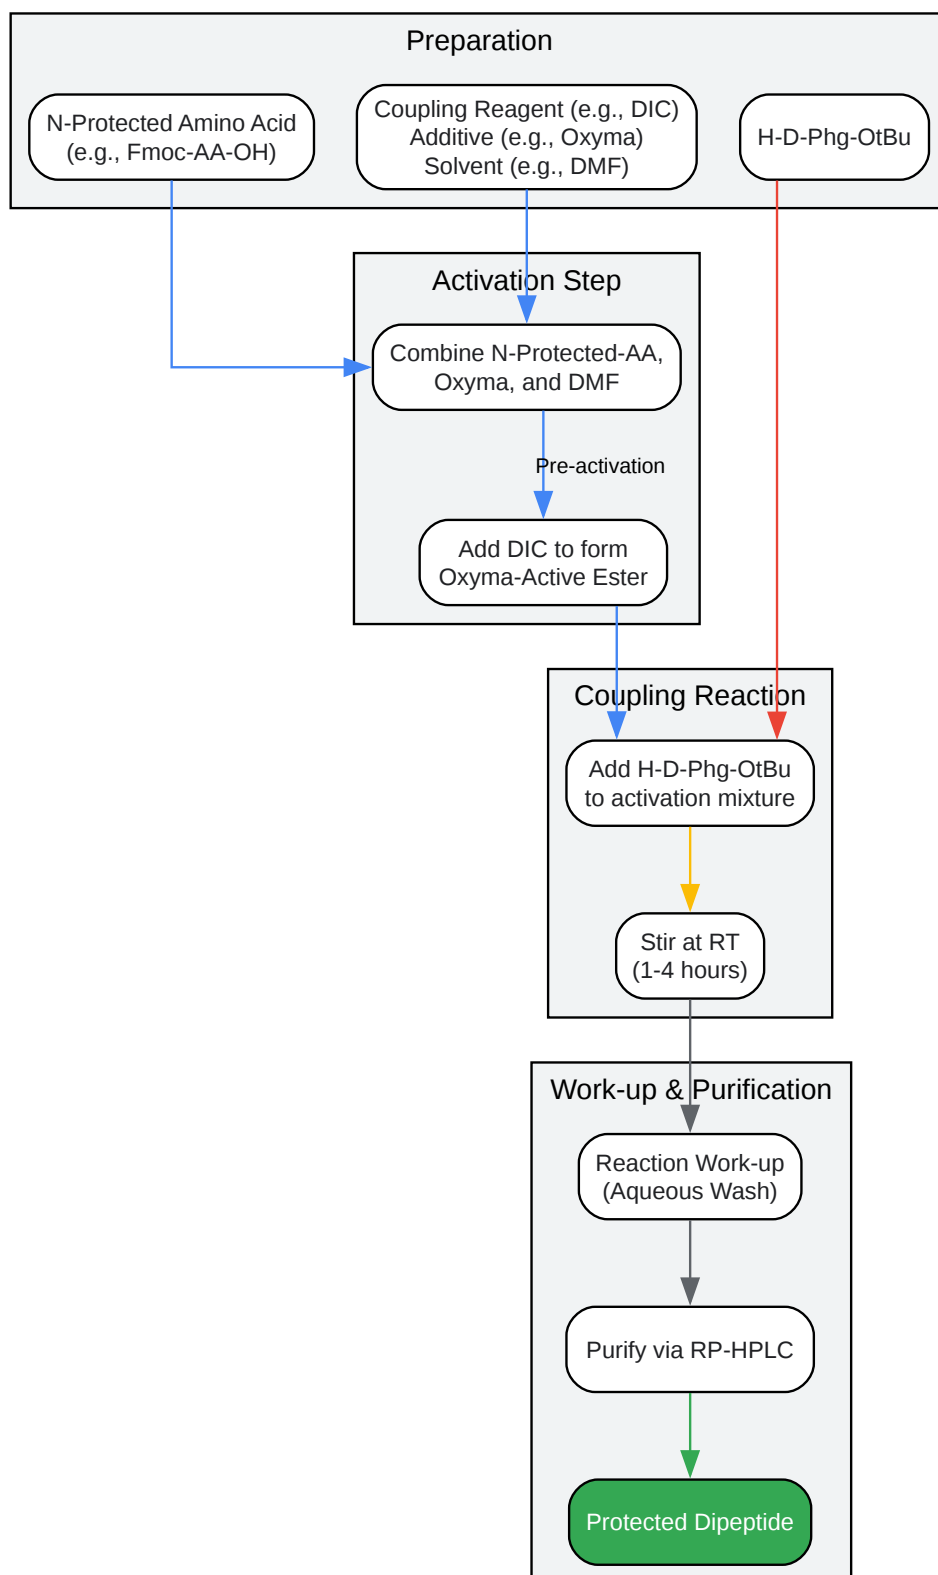 Preparation
N-Protected Amino Acid
(e.g., Fmoc-AA-OH)
Coupling Reagent (e.g., DIC)
Additive (e.g., Oxyma)
Solvent (e.g., DMF)
H-D-Phg-OtBu
Activation Step
Combine N-Protected-AA,
Oxyma, and DMF
Pre-activation
Add DIC to form
Oxyma-Active Ester
Coupling Reaction
Add H-D-Phg-OtBu
to activation mixture
Stir at RT
(1-4 hours)
Work-up & Purification
Reaction Work-up
(Aqueous Wash)
Purify via RP-HPLC
Protected Dipeptide